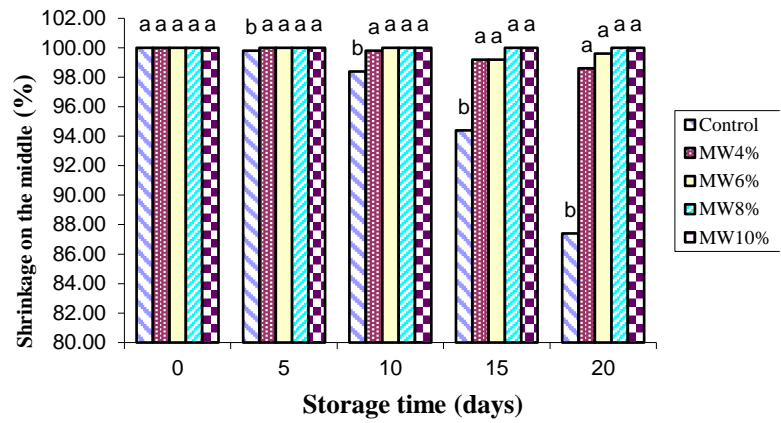 Shrinkage on the middle (%)
102.00
100.00
98.00
96.00
94.00
92.00
90.00
88.00
86.00
84.00
82.00
80.00
a a a a a
b a a a a
b a a a a
b a a a a
b a a a a
0 5 10 15 20
Storage time (days)
Control
MW4%
MW6%
MW8%
MW10%